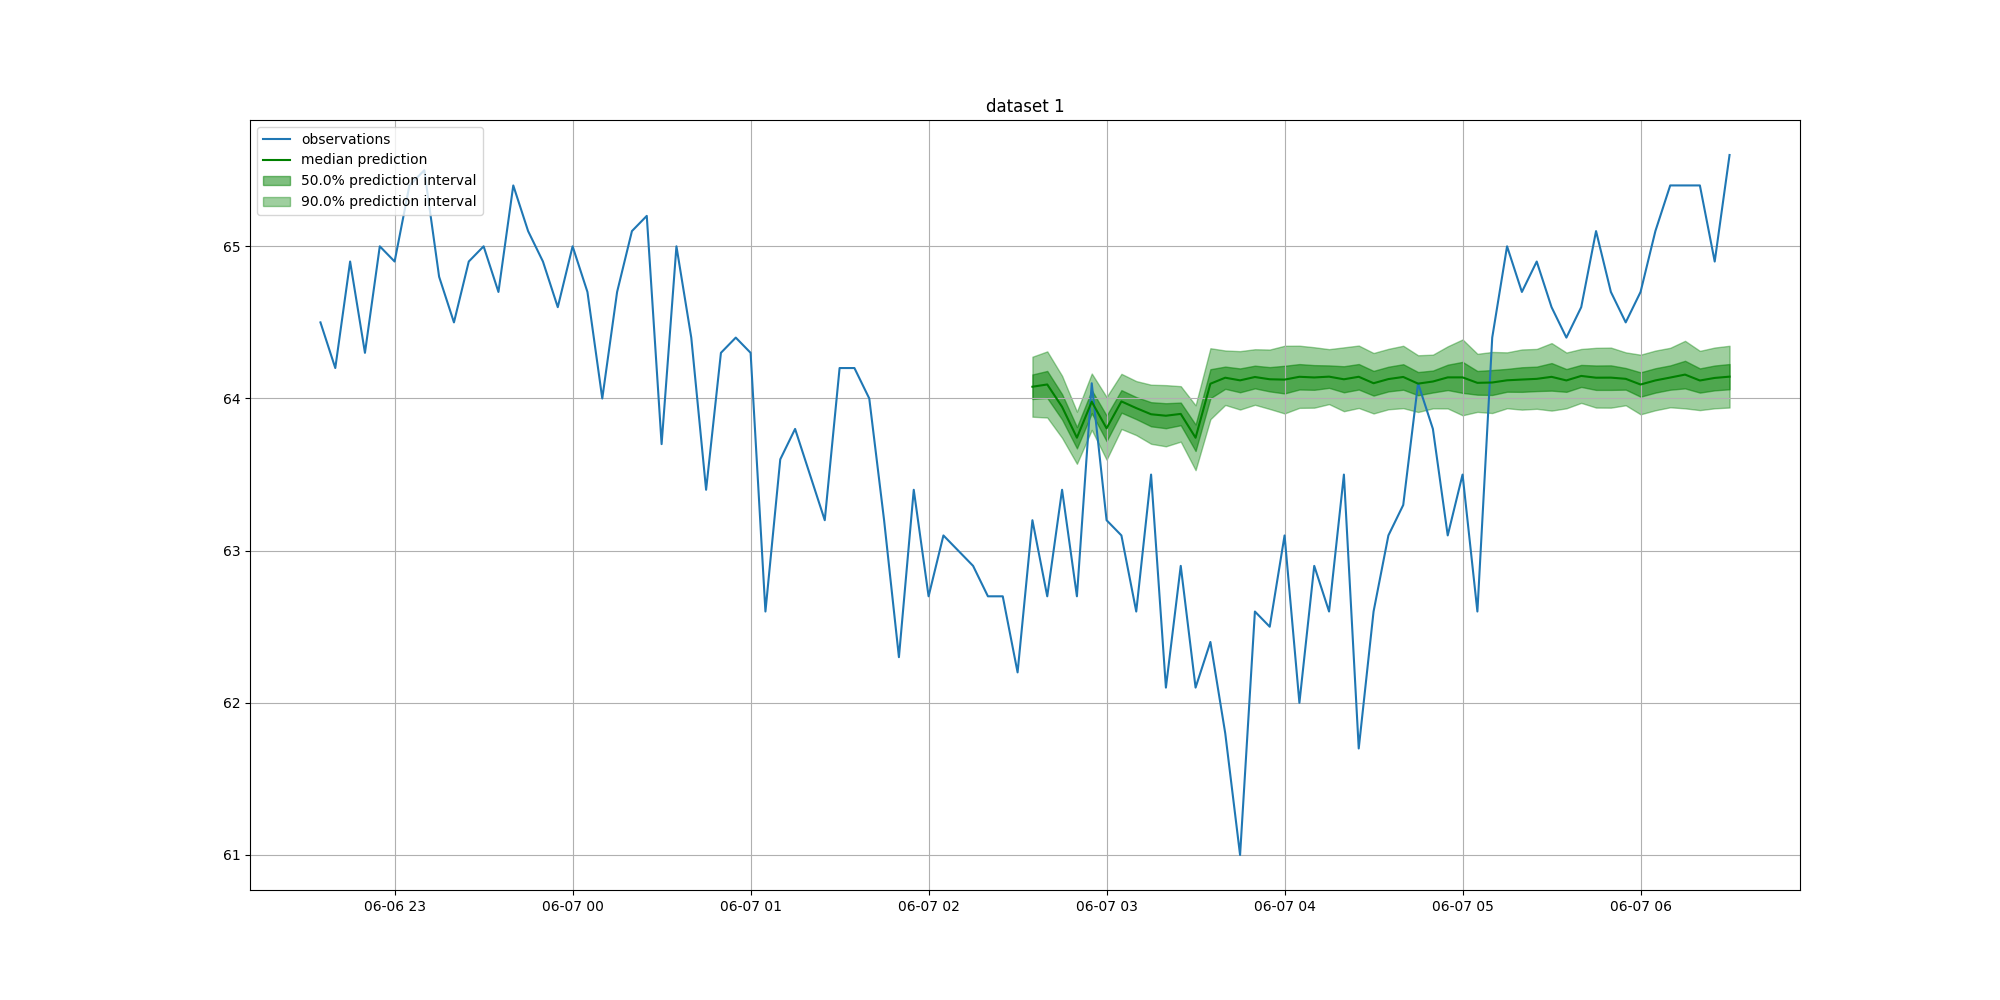 dataset 1
observations
median prediction
50.0% prediction interval
90.0% prediction interval
65
64
63
62
61
06-06 23
06-07 00
06-07 01
06-07 02
06-07 03
06-07 04
06-07 05
06-07 06